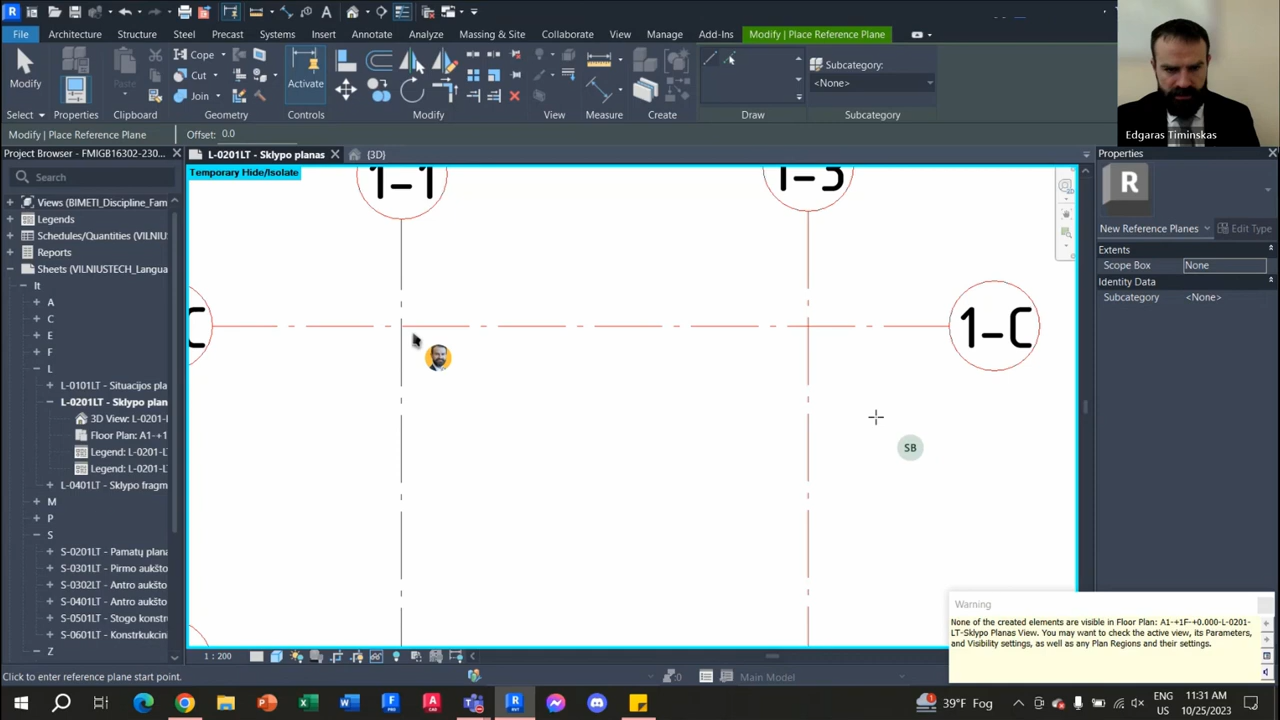 File Architecture Structure Steel Precast Systems Insert Annotate Analyze Massing & Site Collaborate View Manage Add-Ins Modify | Place Reference Plane
Modify Paste Cope Cut Join Activate
Subcategory:
<None>
Select Properties Clipboard Geometry Controls Modify View Measure Create Draw Subcategory
Modify | Place Reference Plane Offset: 0.0
Edgaras Timinskas
Project Browser - FMIGB16302-230...
L-0201LT - Sklypo planas
{3D}
Properties
Temporary Hide/Isolate
Search
Views (BIMETI_Discipline_Fam
Legends
Schedules/Quantities (VILNIU
Reports
Sheets (VILNIUSTECH_Langua
lt
A
C
E
F
L
L-0101LT - Situacijos pla
L-0201LT - Sklypo plan
3D View: L-0201-l
Floor Plan: A1-+1
Legend: L-0201-L
Legend: L-0201-L
L-0401LT - Sklypo fragm
M
P
S
S-0201LT - Pamatų plana
S-0301LT - Pirmo aukšto
S-0302LT - Antro aukšto
S-0401LT - Antro aukšto
S-0501LT - Stogo konstr
S-0601LT - Konstrukcine
Z
1-1
1-3
C
1-C
SB
R
New Reference Planes
Edit Type
Extents
Scope Box None
Identity Data
Subcategory <None>
Warning
None of the created elements are visible in Floor Plan: A1-+1F-+0.000-L-0201-
LT-Sklypo Planas View. You may want to check the active view, its Parameters,
and Visibility settings, as well as any Plan Regions and their settings.
1 : 200
Click to enter reference plane start point.
:0
Main Model
39°F Fog
ENG
US
11:31 AM
10/25/2023